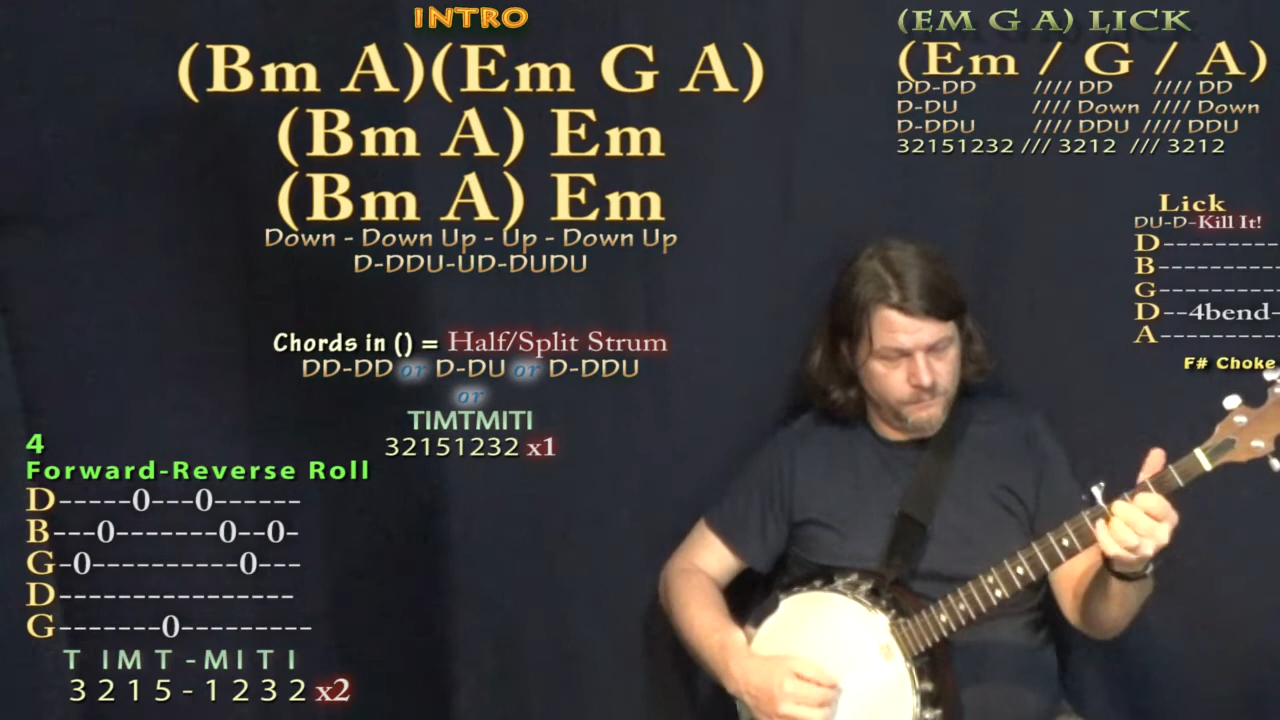 INTRO
(Bm A)(Em G A)
(Bm A) Em
(Bm A) Em
Down - Down Up - Up - Down Up
D-DDU-UD-DUDU
Chords in () = Half/Split Strum
DD-DD or D-DU or D-DDU
or
TIMTMITI
32151232 x1
4
Forward-Reverse Roll
D-----0---0------
B---0-------0--0-
G-0----------0---
D----------------
G-------0---------
T IM T - M I T I
3 2 1 5 - 1 2 3 2 x2
(EM G A) LICK
(Em / G / A)
DD-DD //// DD //// DD
D-DU //// Down //// Down
D-DDU //// DDU //// DDU
32151232 /// 3212 /// 3212
Lick
DU-D-Kill It!
D--------
B--------
G--------
D--4bend-
A--------
F# Choke